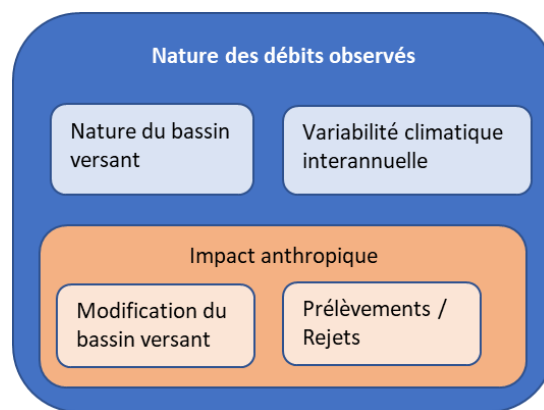 Nature des débits observés
Nature du bassin
versant
Variabilité climatique
interannuelle
Impact anthropique
Modification du
bassin versant
Prélèvements /
Rejets